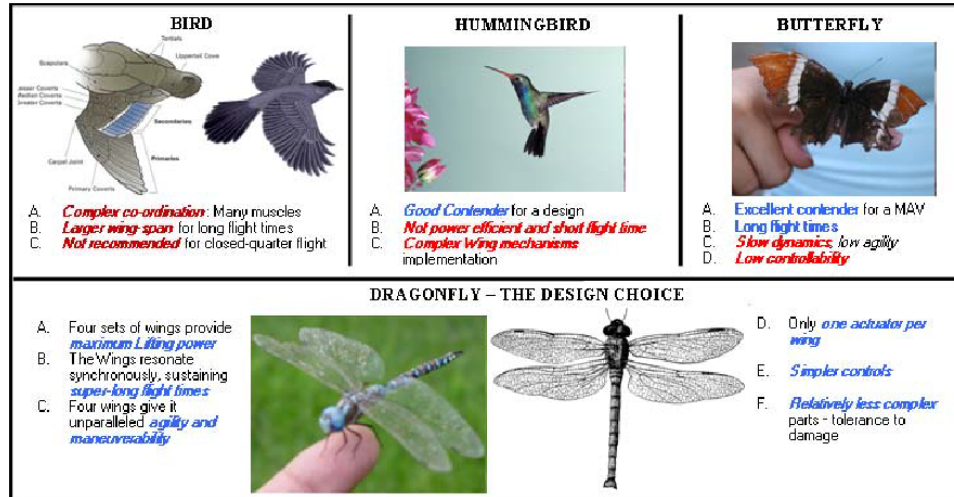 BIRD
Tertials
Scapulars
Uppertail Cove
Lesser Coverts
Median Coverts
Greater Coverts
Secondaries
Primaries
Carpal Joint
Primary Coverts
A. Complex co-ordination: Many muscles
B. Larger wing-span for long flight times
C. Not recommended for closed-quarter flight
HUMMINGBIRD
A. Good Contender for a design
B. Not power efficient and short flight time
C. Complex Wing mechanisms
implementation
BUTTERFLY
A. Excellent contender for a MAV
B. Long flight times
C. Slow dynamics, low agility
D. Low controllability
DRAGONFLY – THE DESIGN CHOICE
A. Four sets of wings provide
maximum Lifting power
B. The Wings resonate
synchronously, sustaining
super-long flight times
C. Four wings give it
unparalleled agility and
maneuverability
D. Only one actuator per
wing
E. Simpler controls
F. Relatively less complex
parts - tolerance to
damage